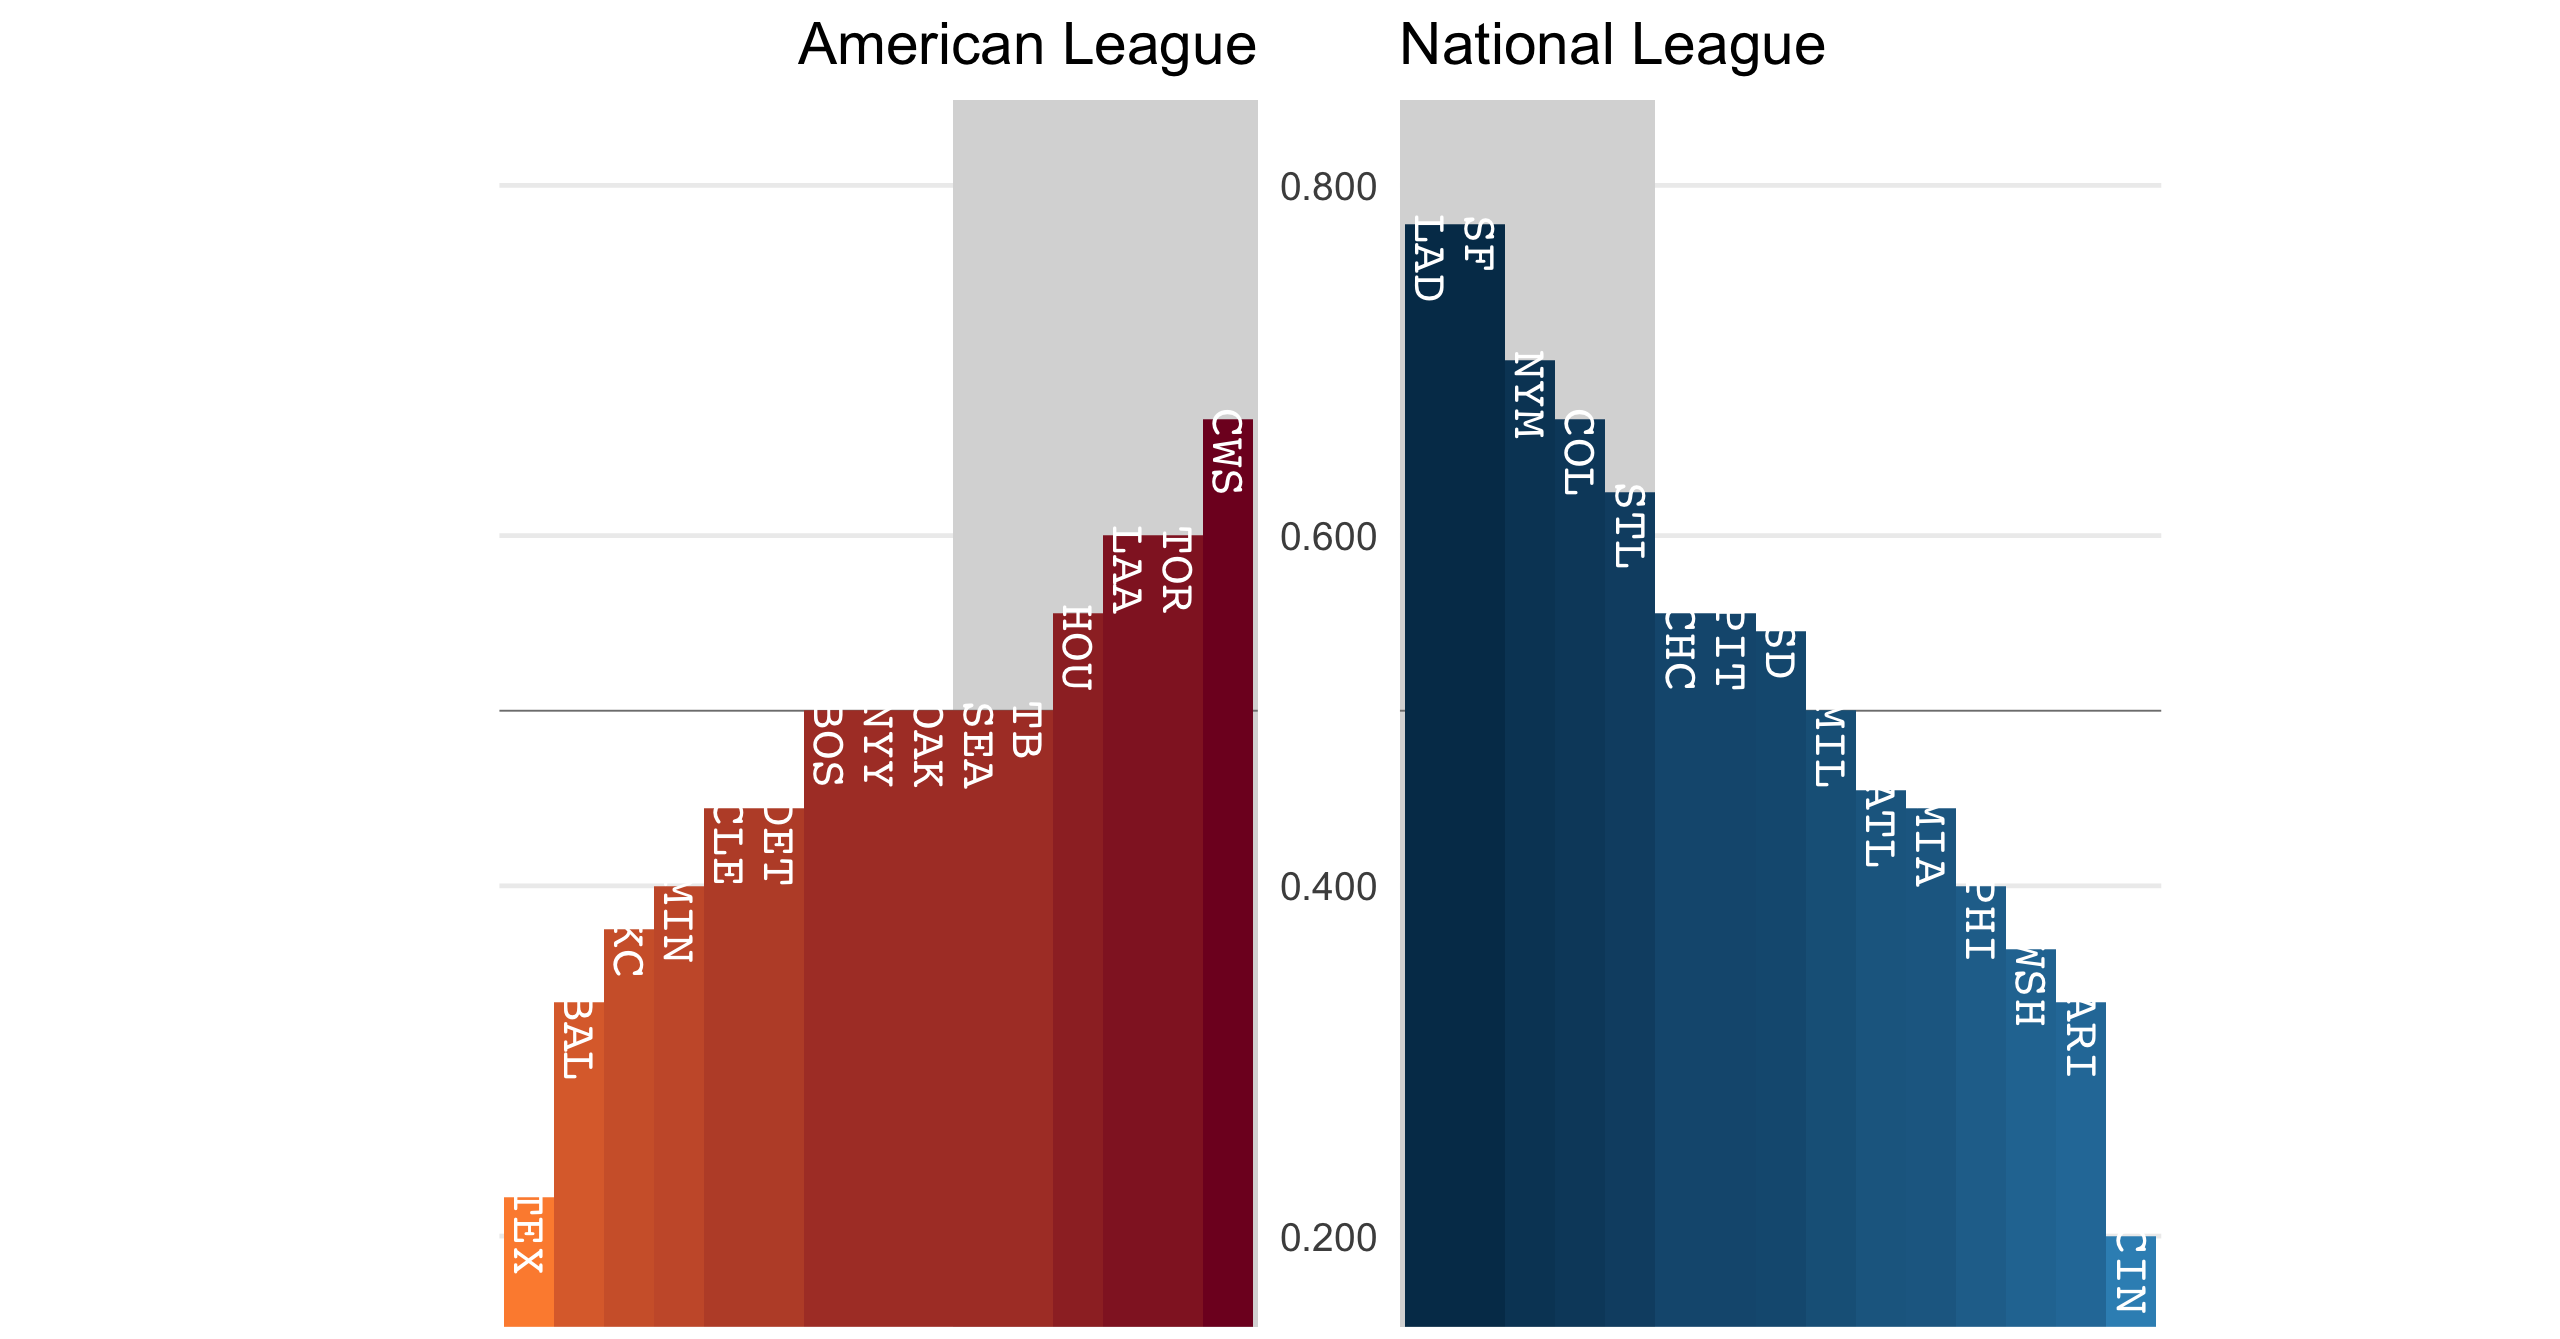 American League
National League
0.800
0.600
0.400
0.200
TEX
BAL
KC
MIN
CLE
DET
BOS
NYY
OAK
SEA
TB
HOU
LAA
TOR
CWS
LAD
SF
NYM
COL
STL
CHC
PIT
SD
MIL
ATL
MIA
PHI
WSH
ARI
CIN